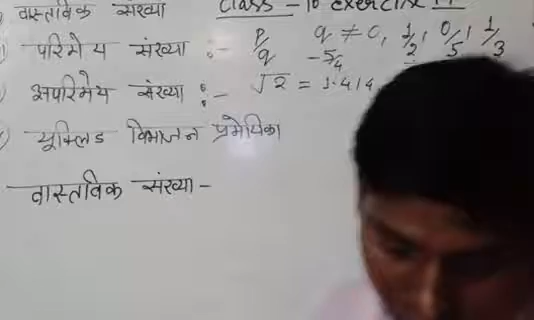 वास्तविक संख्या Class - 10 exercise
परिमेय संख्या :- p/q q ≠ 0, 1/2, 0/5, 1/3
-5/4
अपरिमेय संख्या :- √2 = 1.414
यूक्लिड विभाजन प्रमेयिका
वास्तविक संख्या -